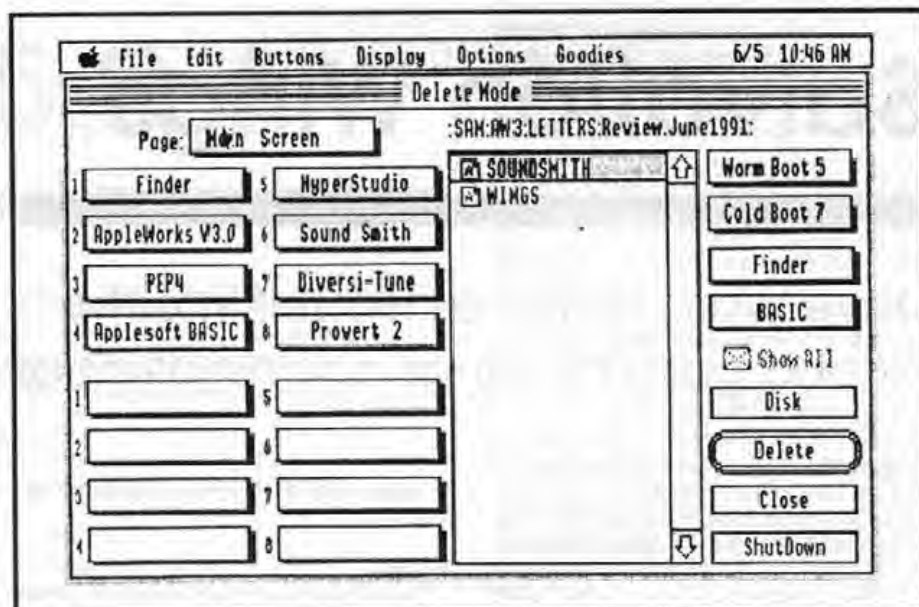 File Edit Buttons Display Options Goodies 6/5 10:46 AM
Delete Mode
Page: Main Screen
:SAM:AW3:LETTERS:Review.June1991:
1 Finder
5 HyperStudio
2 AppleWorks V3.0
6 Sound Smith
3 PEP4
7 Diversi-Tune
4 Applesoft BASIC
8 Provert 2
1
5
2
6
3
7
4
8
SOUNDSMITH
WINGS
Warm Boot 5
Cold Boot 7
Finder
BASIC
Show All
Disk
Delete
Close
ShutDown